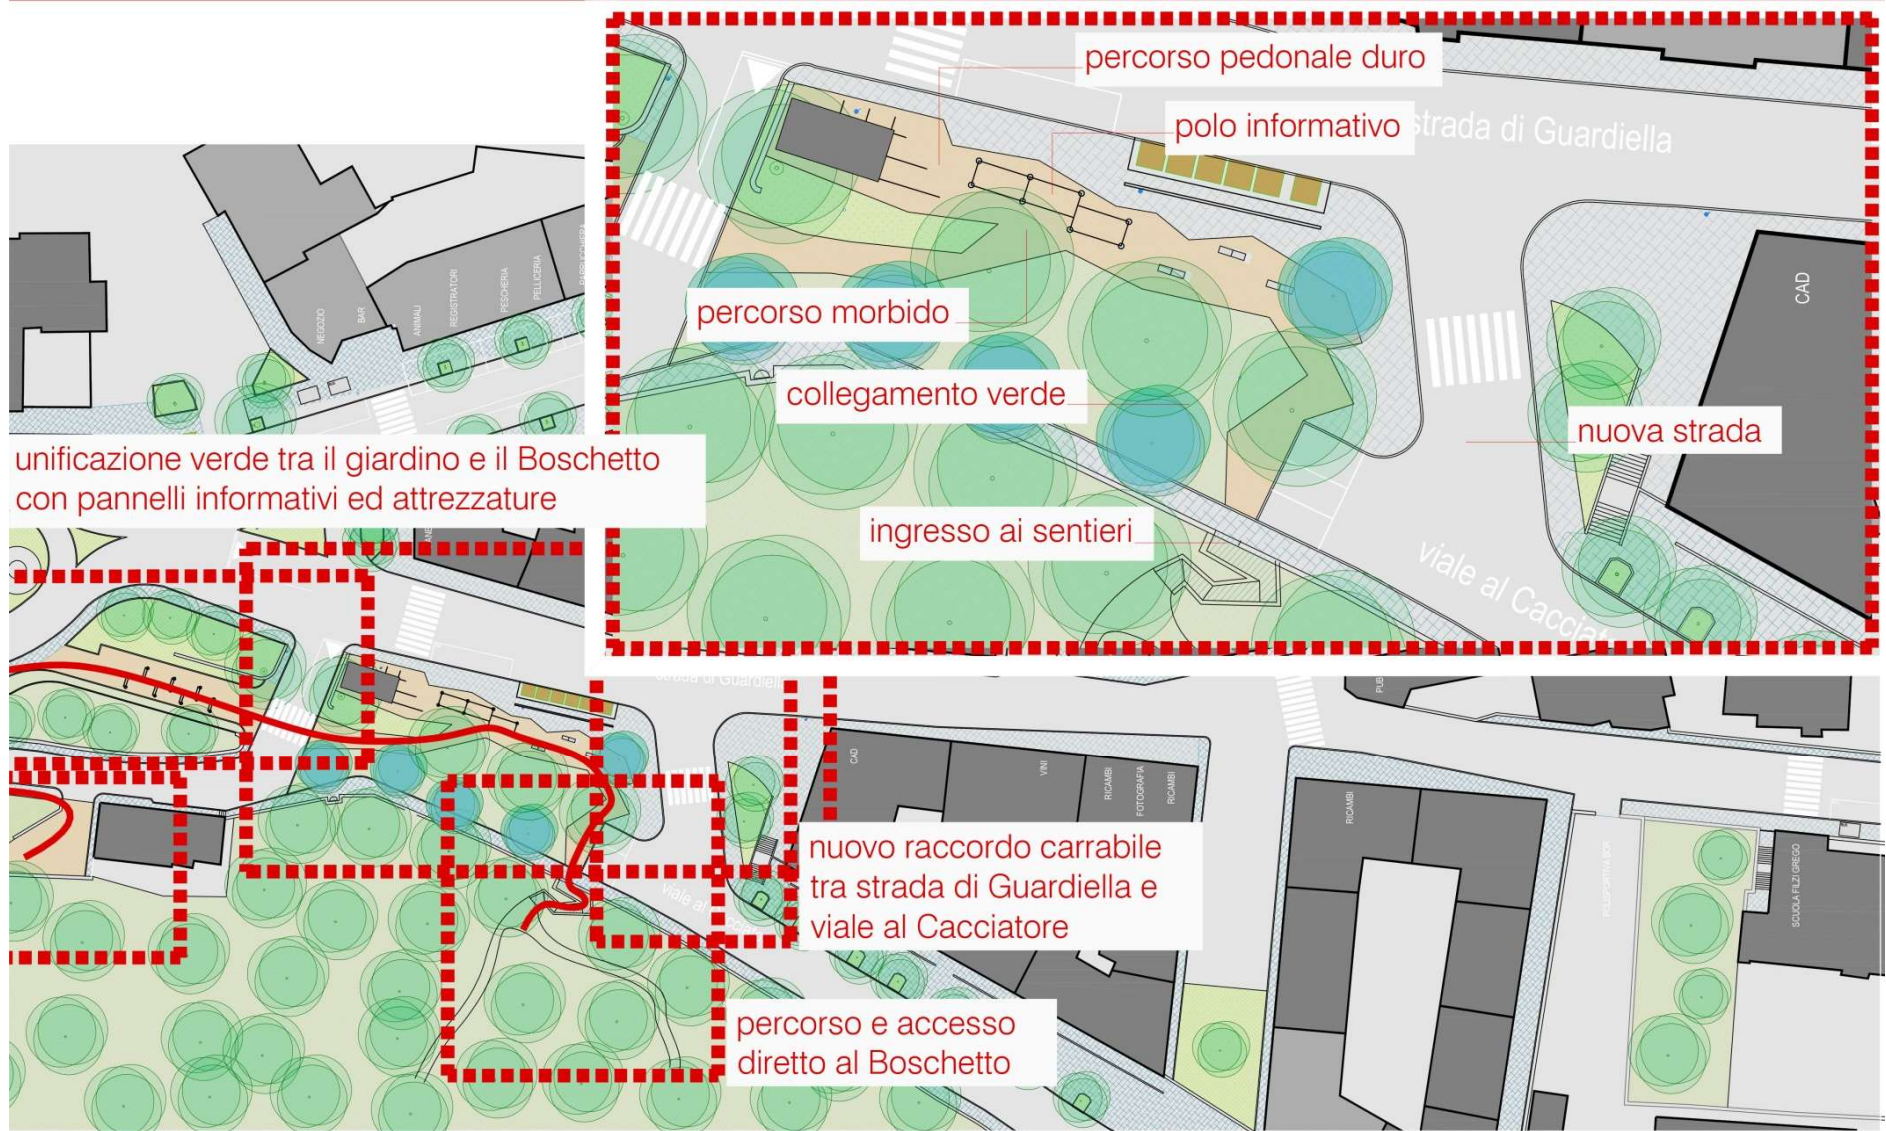 percorso pedonale duro
polo informativo
strada di Guardiella
CAD
percorso morbido
collegamento verde
nuova strada
ingresso ai sentieri
viale al Cacciat
NEGOZIO
BAR
ANIMALI
REGISTRATORI
PESCHERIA
PELLICCERIA
PARRUCCHIERA
unificazione verde tra il giardino e il Boschetto
con pannelli informativi ed attrezzature
strada di Guardiella
CAD
VINI
RICAMBI
FOTOGRAFIA
RICAMBI
RICAMBI
SCUOLA FILZI GREGO
nuovo raccordo carrabile
tra strada di Guardiella e
viale al Cacciatore
viale al
percorso e accesso
diretto al Boschetto